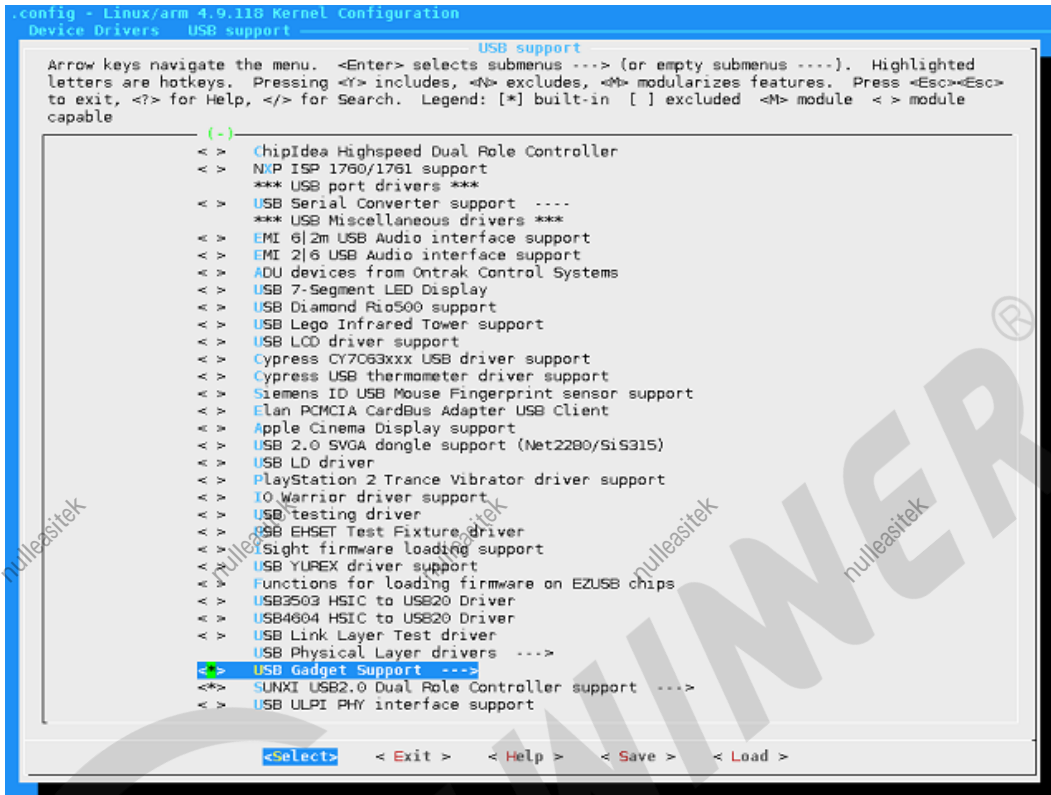 .config - Linux/arm 4.9.118 Kernel Configuration
Device Drivers   USB support
USB support
Arrow keys navigate the menu.  <Enter> selects submenus ---> (or empty submenus ----).  Highlighted
letters are hotkeys.  Pressing <Y> includes, <N> excludes, <M> modularizes features.  Press <Esc><Esc>
to exit, <?> for Help, </> for Search.  Legend: [*] built-in  [ ] excluded  <M> module  < > module
capable
(-)
< >   ChipIdea Highspeed Dual Role Controller
< >   NXP ISP 1760/1761 support
*** USB port drivers ***
< >   USB Serial Converter support  ----
*** USB Miscellaneous drivers ***
< >   EMI 6|2m USB Audio interface support
< >   EMI 2|6 USB Audio interface support
< >   ADU devices from Ontrak Control Systems
< >   USB 7-Segment LED Display
< >   USB Diamond Rio500 support
< >   USB Lego Infrared Tower support
< >   USB LCD driver support
< >   Cypress CY7C63xxx USB driver support
< >   Cypress USB thermometer driver support
< >   Siemens ID USB Mouse Fingerprint sensor support
< >   Elan PCMCIA CardBus Adapter USB Client
< >   Apple Cinema Display support
< >   USB 2.0 SVGA dongle support (Net2280/SiS315)
< >   USB LD driver
< >   PlayStation 2 Trance Vibrator driver support
< >   IO Warrior driver support
< >   USB testing driver
< >   USB EHSET Test Fixture driver
< >   iSight firmware loading support
< >   USB YUREX driver support
< >   Functions for loading firmware on EZUSB chips
< >   USB3503 HSIC to USB20 Driver
< >   USB4604 HSIC to USB20 Driver
< >   USB Link Layer Test driver
USB Physical Layer drivers  --->
<*>   USB Gadget Support  --->
<*>   SUNXI USB2.0 Dual Role Controller support  --->
< >   USB ULPI PHY interface support
<Select>    < Exit >    < Help >    < Save >    < Load >
nulleasitek
nulleasitek
nulleasitek
nulleasitek
nulleasitek
WINNER®